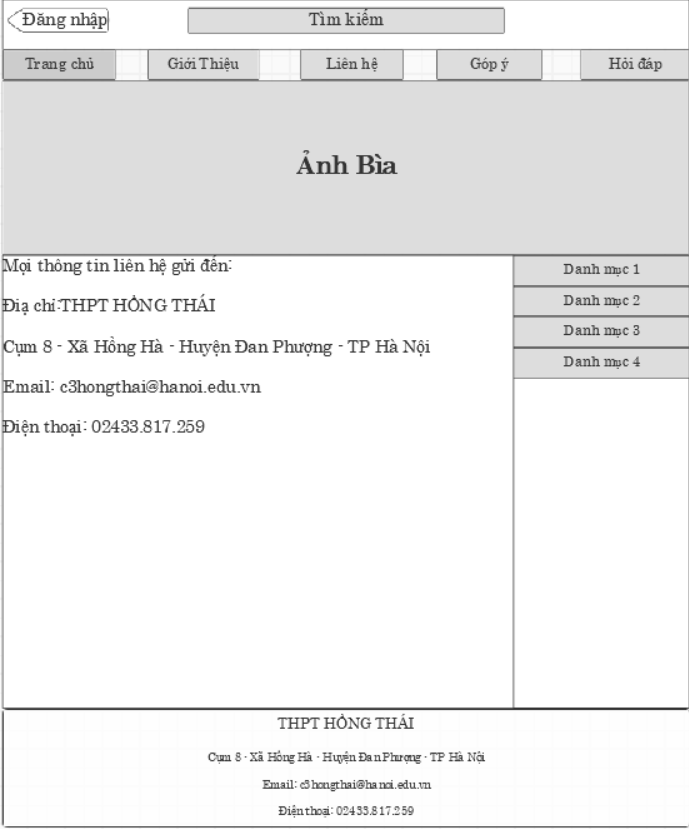 Đăng nhập
Tìm kiếm
Trang chủ
Giới Thiệu
Liên hệ
Góp ý
Hỏi đáp
Ảnh Bìa
Mọi thông tin liên hệ gửi đến:
Địạ chỉ:THPT HỒNG THÁI
Cụm 8 - Xã Hồng Hà - Huyện Đan Phượng - TP Hà Nội
Email: c3hongthai@hanoi.edu.vn
Điện thoại: 02433.817.259
Danh mục 1
Danh mục 2
Danh mục 3
Danh mục 4
THPT HỒNG THÁI
Cụm 8 - Xã Hồng Hà - Huyện Đan Phượng - TP Hà Nội
Email: c3hongthai@hanoi.edu.vn
Điện thoại: 02433.817.259